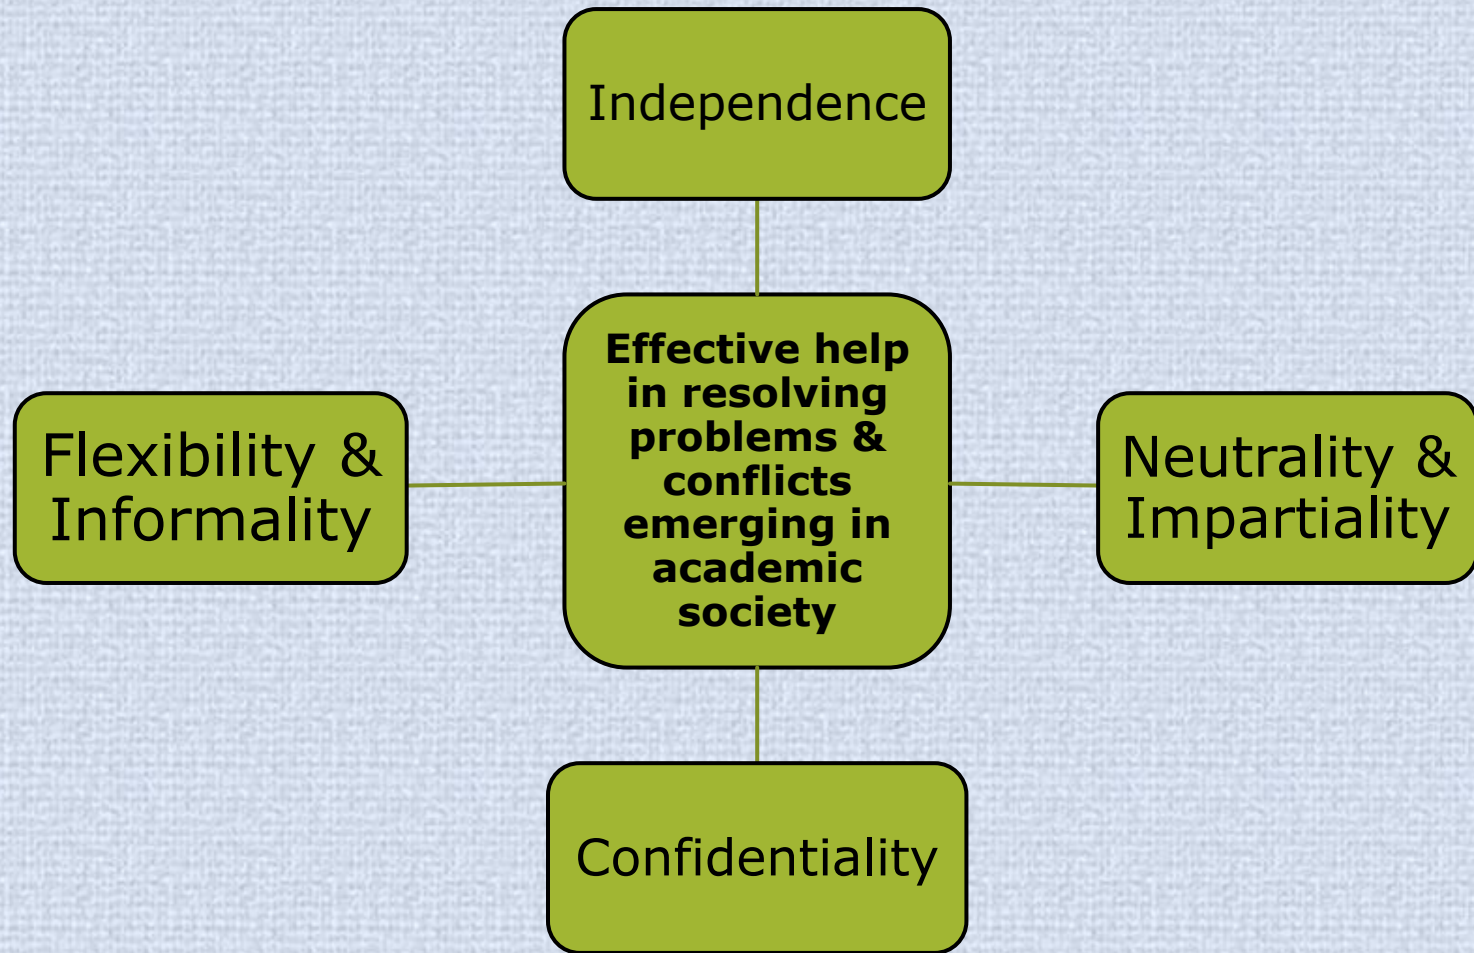 Independence
Effective help
in resolving
problems &
conflicts
emerging in
academic
society
Flexibility &
Informality
Neutrality &
Impartiality
Confidentiality